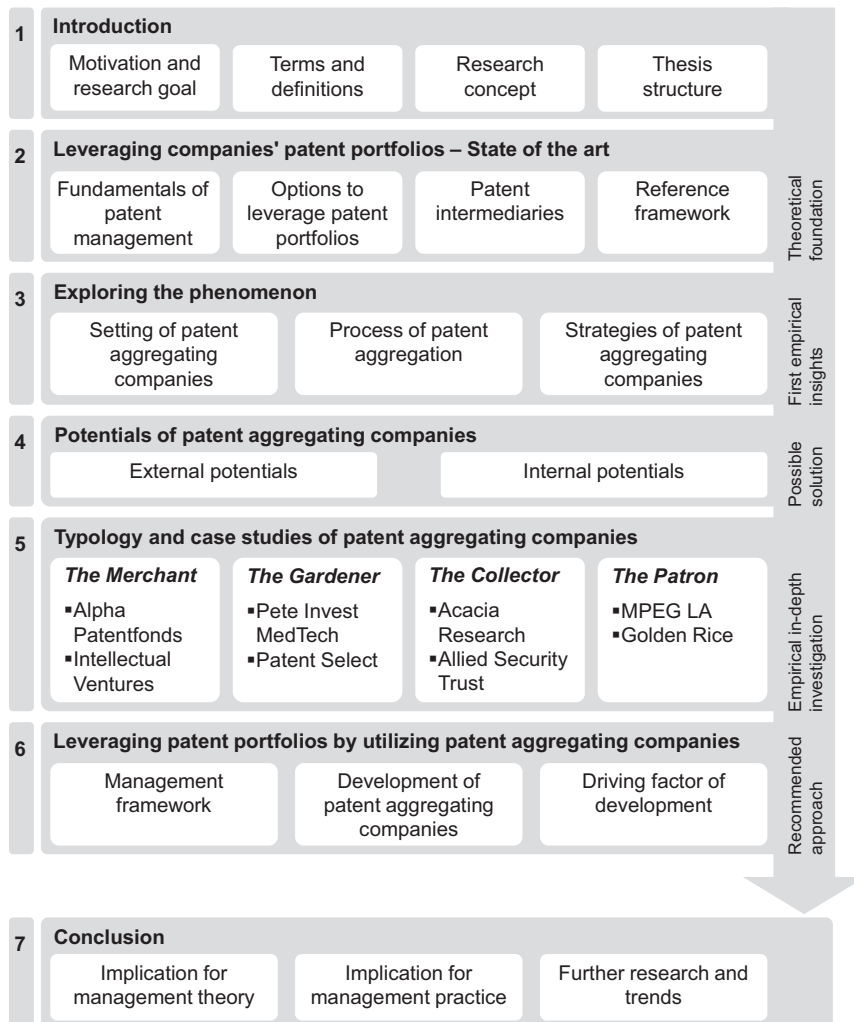 1
Introduction
Motivation and
research goal
Terms and
definitions
Research
concept
Thesis
structure
2
Leveraging companies' patent portfolios – State of the art
Fundamentals of
patent
management
Options to
leverage patent
portfolios
Patent
intermediaries
Reference
framework
Theoretical
foundation
3
Exploring the phenomenon
Setting of patent
aggregating
companies
Process of patent
aggregation
Strategies of patent
aggregating
companies
First empirical
insights
4
Potentials of patent aggregating companies
External potentials
Internal potentials
Possible
solution
5
Typology and case studies of patent aggregating companies
The Merchant
▪Alpha
Patentfonds
▪Intellectual
Ventures
The Gardener
▪Pete Invest
MedTech
▪Patent Select
The Collector
▪Acacia
Research
▪Allied Security
Trust
The Patron
▪MPEG LA
▪Golden Rice
Empirical in-depth
investigation
6
Leveraging patent portfolios by utilizing patent aggregating companies
Management
framework
Development of
patent aggregating
companies
Driving factor of
development
Recommended
approach
7
Conclusion
Implication for
management theory
Implication for
management practice
Further research and
trends